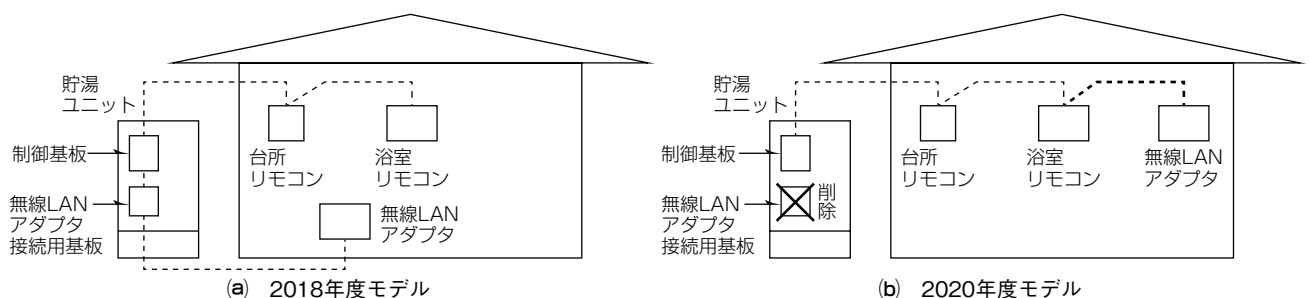 貯湯
ユニット
制御基板
無線LAN
アダプタ
接続用基板
台所
リモコン
浴室
リモコン
無線LAN
アダプタ
(a) 2018年度モデル
貯湯
ユニット
制御基板
無線LAN
アダプタ
接続用基板
削除
台所
リモコン
浴室
リモコン
無線LAN
アダプタ
(b) 2020年度モデル